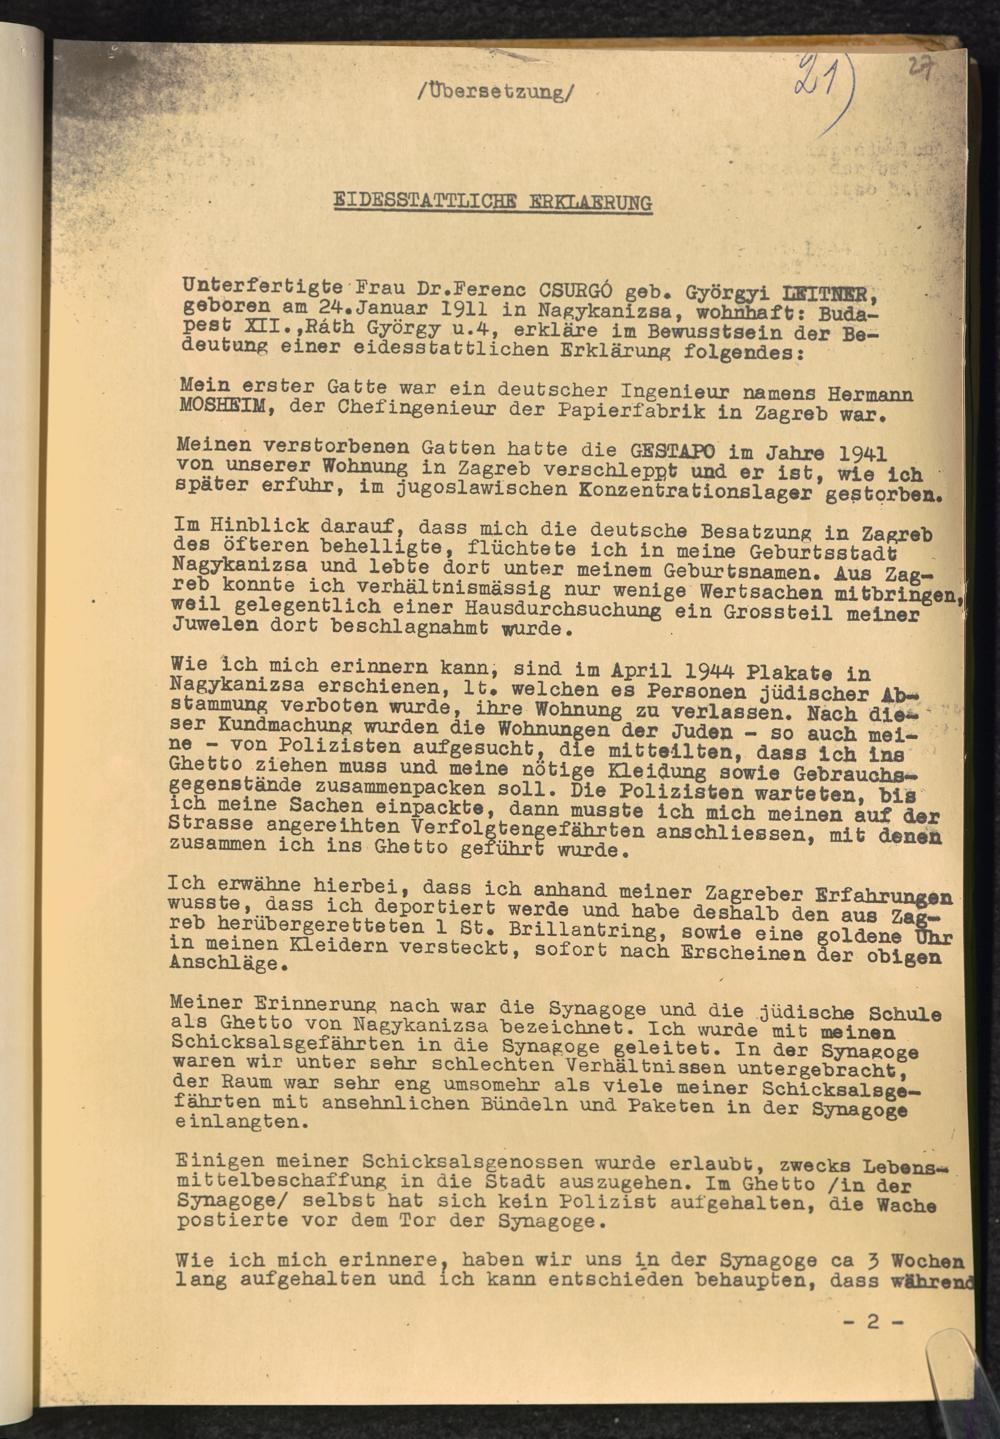 /Übersetzung/
21)
27
EIDESSTATTLICHE ERKLAERUNG
Unterfertigte Frau Dr.Ferenc CSURGÓ geb. Györgyi LEITNER,
geboren am 24.Januar 1911 in Nagykanizsa, wohnhaft: Buda-
pest XII.,Ráth György u.4, erkläre im Bewusstsein der Be-
deutung einer eidesstattlichen Erklärung folgendes:
Mein erster Gatte war ein deutscher Ingenieur namens Hermann
MOSHEIM, der Chefingenieur der Papierfabrik in Zagreb war.
Meinen verstorbenen Gatten hatte die GESTAPO im Jahre 1941
von unserer Wohnung in Zagreb verschleppt und er ist, wie ich
später erfuhr, im jugoslawischen Konzentrationslager gestorben.
Im Hinblick darauf, dass mich die deutsche Besatzung in Zagreb
des öfteren behelligte, flüchtete ich in meine Geburtsstadt
Nagykanizsa und lebte dort unter meinem Geburtsnamen. Aus Zag-
reb konnte ich verhältnismässig nur wenige Wertsachen mitbringen,
weil gelegentlich einer Hausdurchsuchung ein Grossteil meiner
Juwelen dort beschlagnahmt wurde.
Wie ich mich erinnern kann, sind im April 1944 Plakate in
Nagykanizsa erschienen, lt. welchen es Personen jüdischer Ab-
stammung verboten wurde, ihre Wohnung zu verlassen. Nach die-
ser Kundmachung wurden die Wohnungen der Juden - so auch mei-
ne - von Polizisten aufgesucht, die mitteilten, dass ich ins
Ghetto ziehen muss und meine nötige Kleidung sowie Gebrauchs-
gegenstände zusammenpacken soll. Die Polizisten warteten, bis
ich meine Sachen einpackte, dann musste ich mich meinen auf der
Strasse angereihten Verfolgtengefährten anschliessen, mit denen
zusammen ich ins Ghetto geführt wurde.
Ich erwähne hierbei, dass ich anhand meiner Zagreber Erfahrungen
wusste, dass ich deportiert werde und habe deshalb den aus Zag-
reb herübergeretteten 1 St. Brillantring, sowie eine goldene Uhr
in meinen Kleidern versteckt, sofort nach Erscheinen der obigen
Anschläge.
Meiner Erinnerung nach war die Synagoge und die jüdische Schule
als Ghetto von Nagykanizsa bezeichnet. Ich wurde mit meinen
Schicksalsgefährten in die Synagoge geleitet. In der Synagoge
waren wir unter sehr schlechten Verhältnissen untergebracht,
der Raum war sehr eng umsomehr als viele meiner Schicksalsge-
fährten mit ansehnlichen Bündeln und Paketen in der Synagoge
einlangten.
Einigen meiner Schicksalsgenossen wurde erlaubt, zwecks Lebens-
mittelbeschaffung in die Stadt auszugehen. Im Ghetto /in der
Synagoge/ selbst hat sich kein Polizist aufgehalten, die Wache
postierte vor dem Tor der Synagoge.
Wie ich mich erinnere, haben wir uns in der Synagoge ca 3 Wochen
lang aufgehalten und ich kann entschieden behaupten, dass während
- 2 -